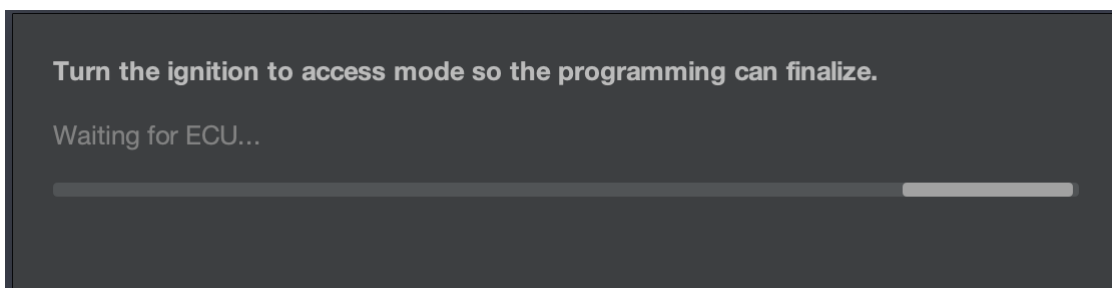 Turn the ignition to access mode so the programming can finalize.
Waiting for ECU...